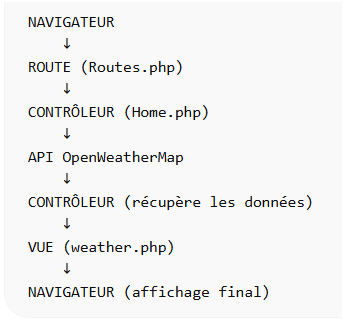 NAVIGATEUR
↓
ROUTE (Routes.php)
↓
CONTRÔLEUR (Home.php)
↓
API OpenWeatherMap
↓
CONTRÔLEUR (récupère les données)
↓
VUE (weather.php)
↓
NAVIGATEUR (affichage final)